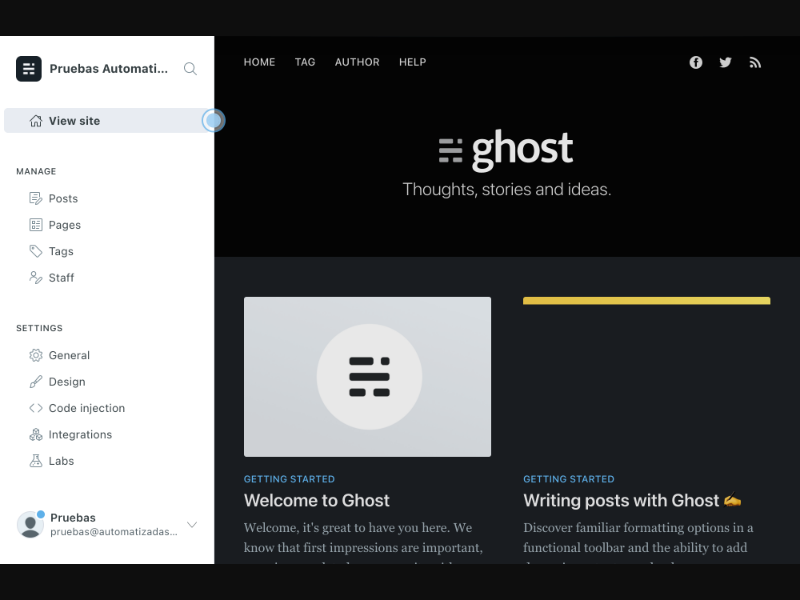 Pruebas Automati...
View site
MANAGE
Posts
Pages
Tags
Staff
SETTINGS
General
Design
Code injection
Integrations
Labs
Pruebas
pruebas@automatizadas...
HOME TAG AUTHOR HELP
ghost
Thoughts, stories and ideas.
GETTING STARTED
Welcome to Ghost
Welcome, it's great to have you here. We
know that first impressions are important,
GETTING STARTED
Writing posts with Ghost ✍️
Discover familiar formatting options in a
functional toolbar and the ability to add